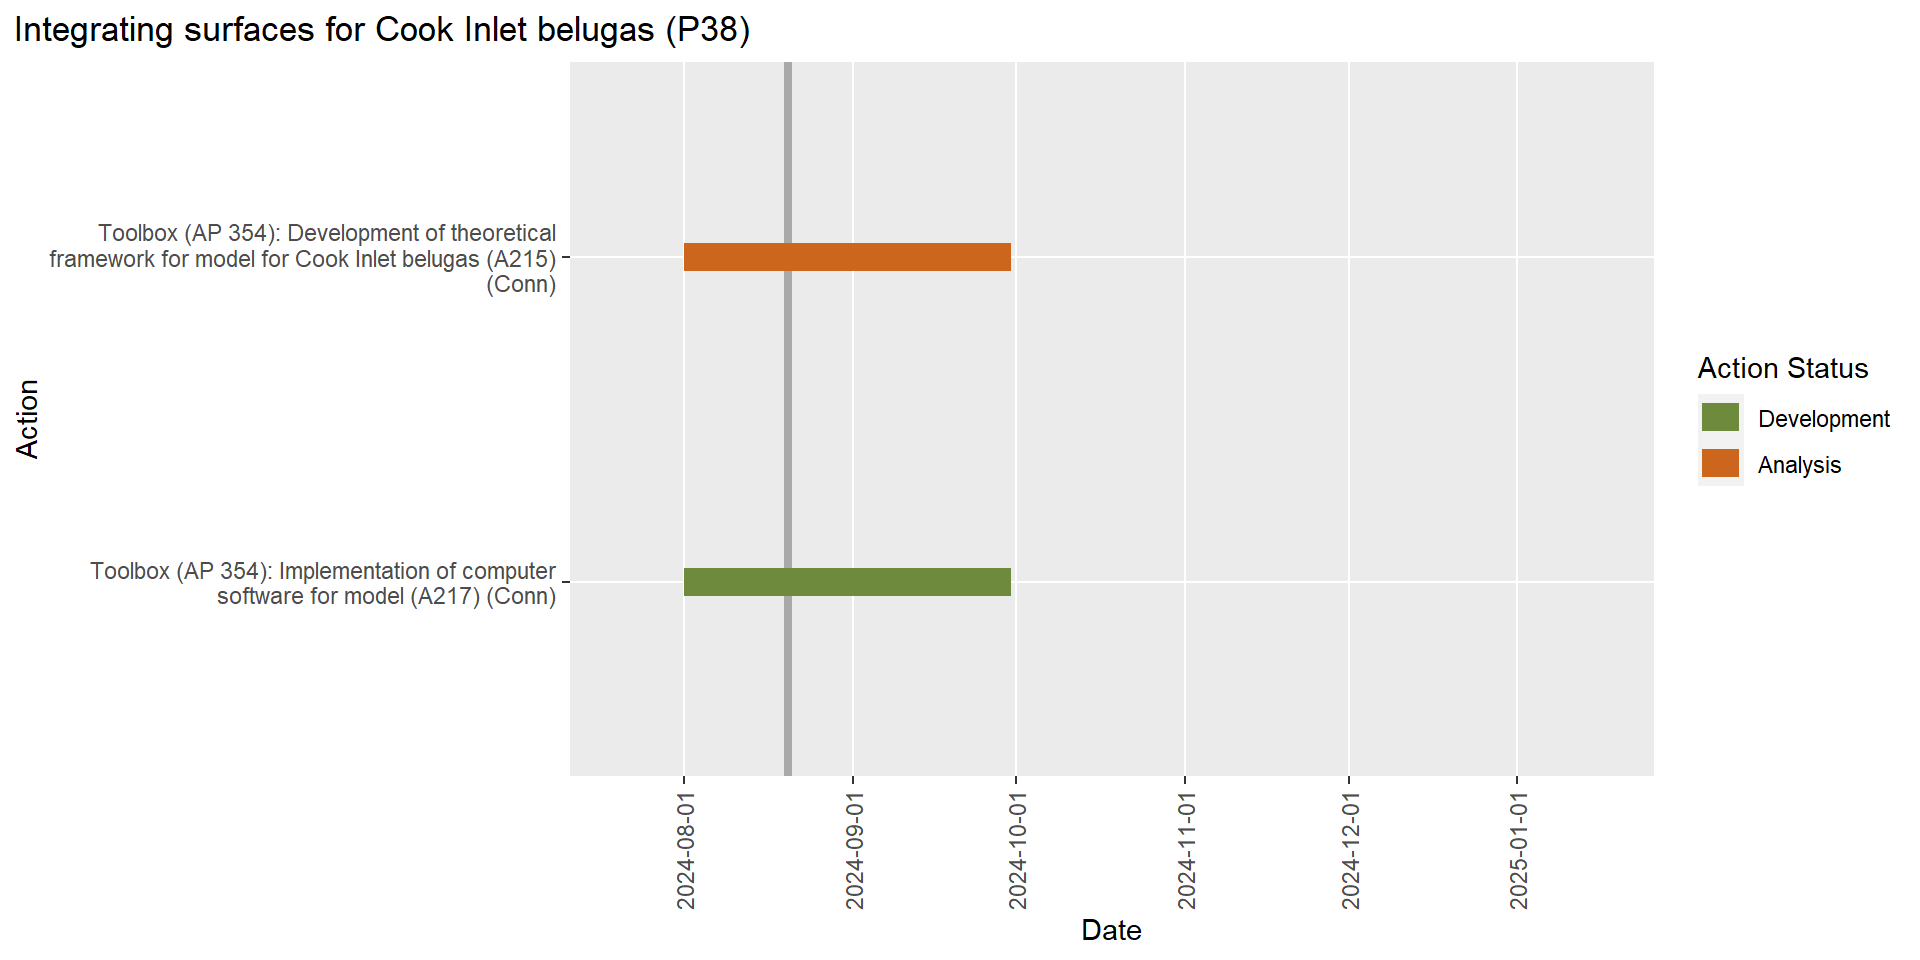 Integrating surfaces for Cook Inlet belugas (P38)
Toolbox (AP 354): Development of theoretical
framework for model for Cook Inlet belugas (A215)
(Conn)
Action
Toolbox (AP 354): Implementation of computer
software for model (A217) (Conn)
2024-08-01
2024-09-01
2024-10-01
2024-11-01
2024-12-01
2025-01-01
Date
Action Status
Development
Analysis